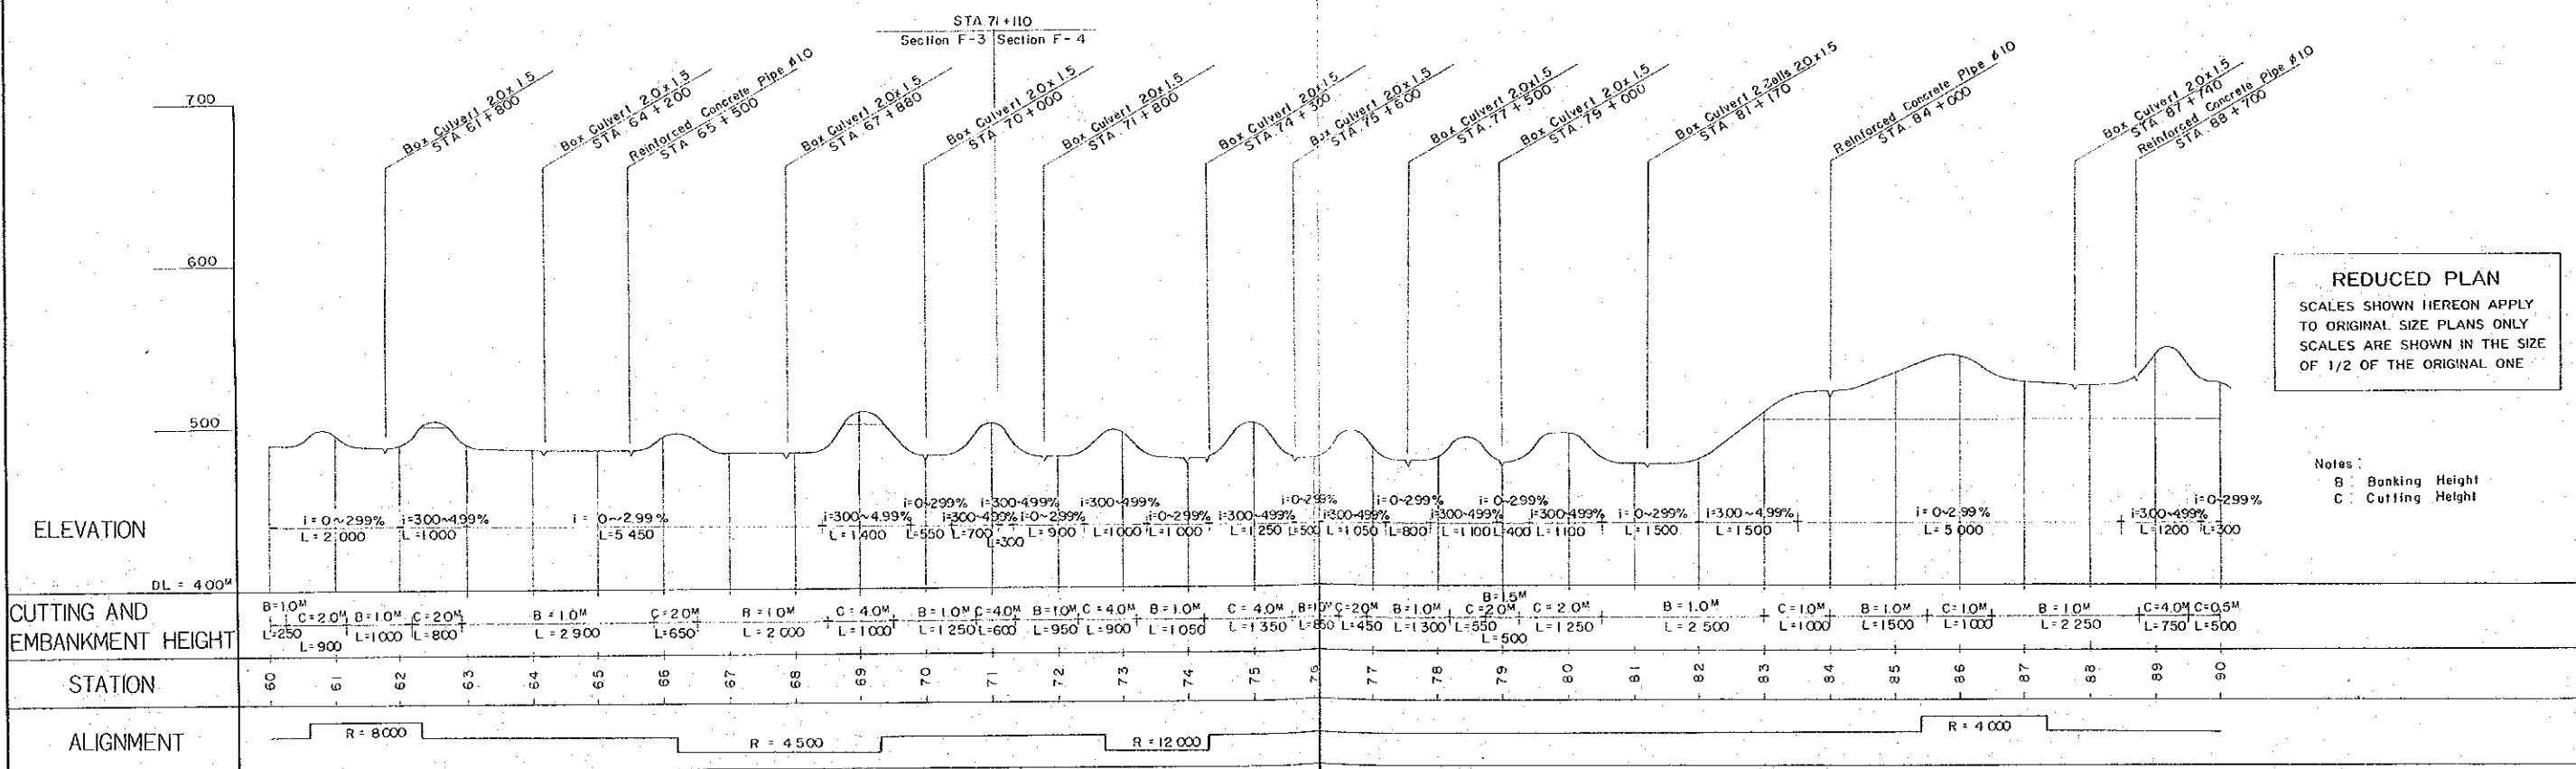 STA.71+110
Section F-3 Section F-4
Box Culvert 2.0x1.5
STA.61+800
Box Culvert 2.0x1.5
STA 64+200
Reinforced Concrete Pipe ø1.0
STA 65+500
Box Culvert 2.0x1.5
STA.67+880
Box Culvert 2.0x1.5
STA 70+000
Box Culvert 2.0x1.5
STA.71+800
Box Culvert 2.0x1.5
STA.74+300
Box Culvert 2.0x1.5
STA.75+600
Box Culvert 2.0x1.5
STA.77+500
Box Culvert 2.0x1.5
STA.79+000
Box Culvert 2 Cells 2.0x1.5
STA.81+170
Reinforced Concrete Pipe ø1.0
STA.84+000
Box Culvert 2.0x1.5
STA.87+740
Reinforced Concrete Pipe ø1.0
STA.88+700
700
600
500
REDUCED PLAN
SCALES SHOWN HEREON APPLY
TO ORIGINAL SIZE PLANS ONLY
SCALES ARE SHOWN IN THE SIZE
OF 1/2 OF THE ORIGINAL ONE
Notes:
B: Banking Height
C: Cutting Height
ELEVATION
i=0~2.99% L=2000
i=3.00~4.99% L=1000
i=0~2.99% L=5450
i=3.00~4.99% L=1400
i=0~2.99% L=550
i=3.00~4.99% L=700
i=3.00~4.99% L=300
i=0~2.99% L=900
i=3.00~4.99% L=1000
i=0~2.99% L=1000
i=3.00~4.99% L=1250
i=0~2.99% L=500
i=3.00~4.99% L=1050
i=0~2.99% L=800
i=3.00~4.99% L=1100
i=0~2.99% L=400
i=3.00~4.99% L=1100
i=0~2.99% L=1500
i=3.00~4.99% L=1500
i=0~2.99% L=5000
i=3.00~4.99% L=1200
i=0~2.99% L=300
DL=400M
CUTTING AND
EMBANKMENT HEIGHT
B=1.0M L=250
C=2.0M L=900
B=1.0M L=1000
C=2.0M L=800
B=1.0M L=2900
C=2.0M L=650
B=1.0M L=2000
C=4.0M L=1000
B=1.0M L=1250
C=4.0M L=600
B=1.0M L=950
C=4.0M L=900
B=1.0M L=1050
C=4.0M L=1350
B=1.0M L=850
C=2.0M L=450
B=1.0M L=1300
C=2.0M L=550
B=1.5M L=500
C=2.0M L=1250
B=1.0M L=2500
C=1.0M L=1000
B=1.0M L=1500
C=1.0M L=1000
B=1.0M L=2250
C=4.0M L=750
C=0.5M L=500
STATION
60 61 62 63 64 65 66 67 68 69 70 71 72 73 74 75 76 77 78 79 80 81 82 83 84 85 86 87 88 89 90
ALIGNMENT
R=8000
R=4500
R=12000
R=4000